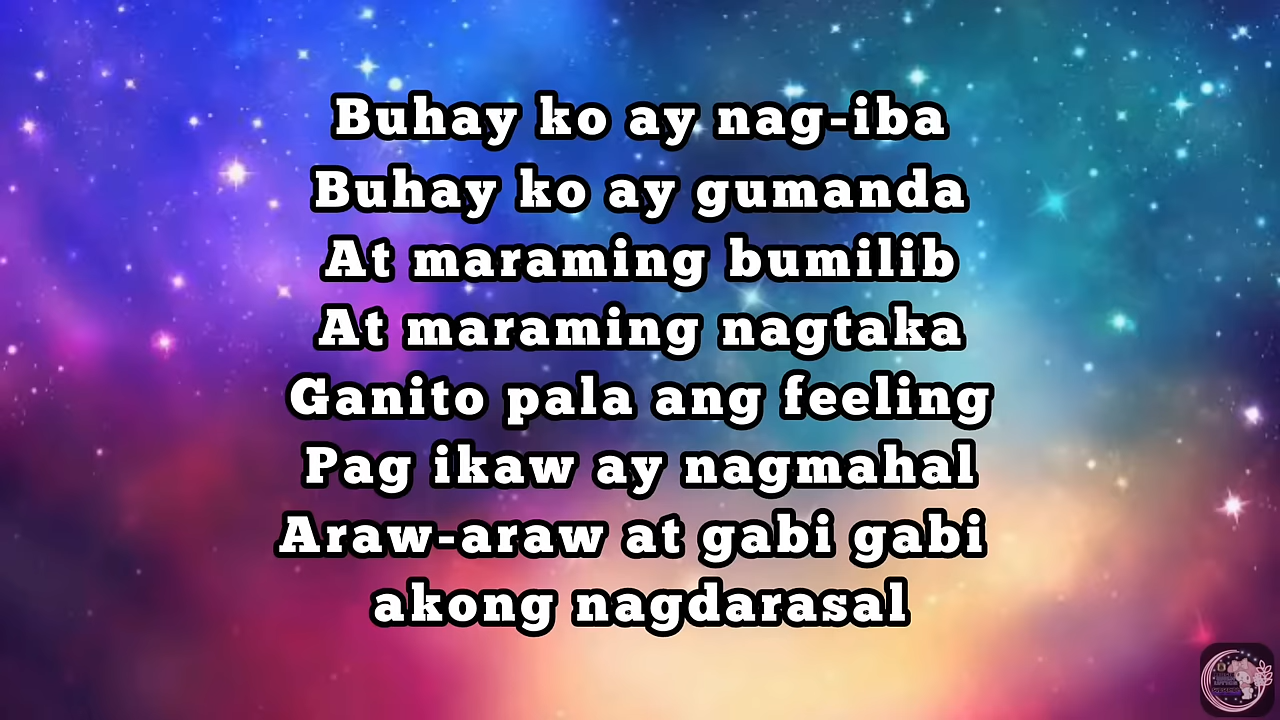 Buhay ko ay nag-iba
Buhay ko ay gumanda
At maraming bumilib
At maraming nagtaka
Ganito pala ang feeling
Pag ikaw ay nagmahal
Araw-araw at gabi gabi
akong nagdarasal